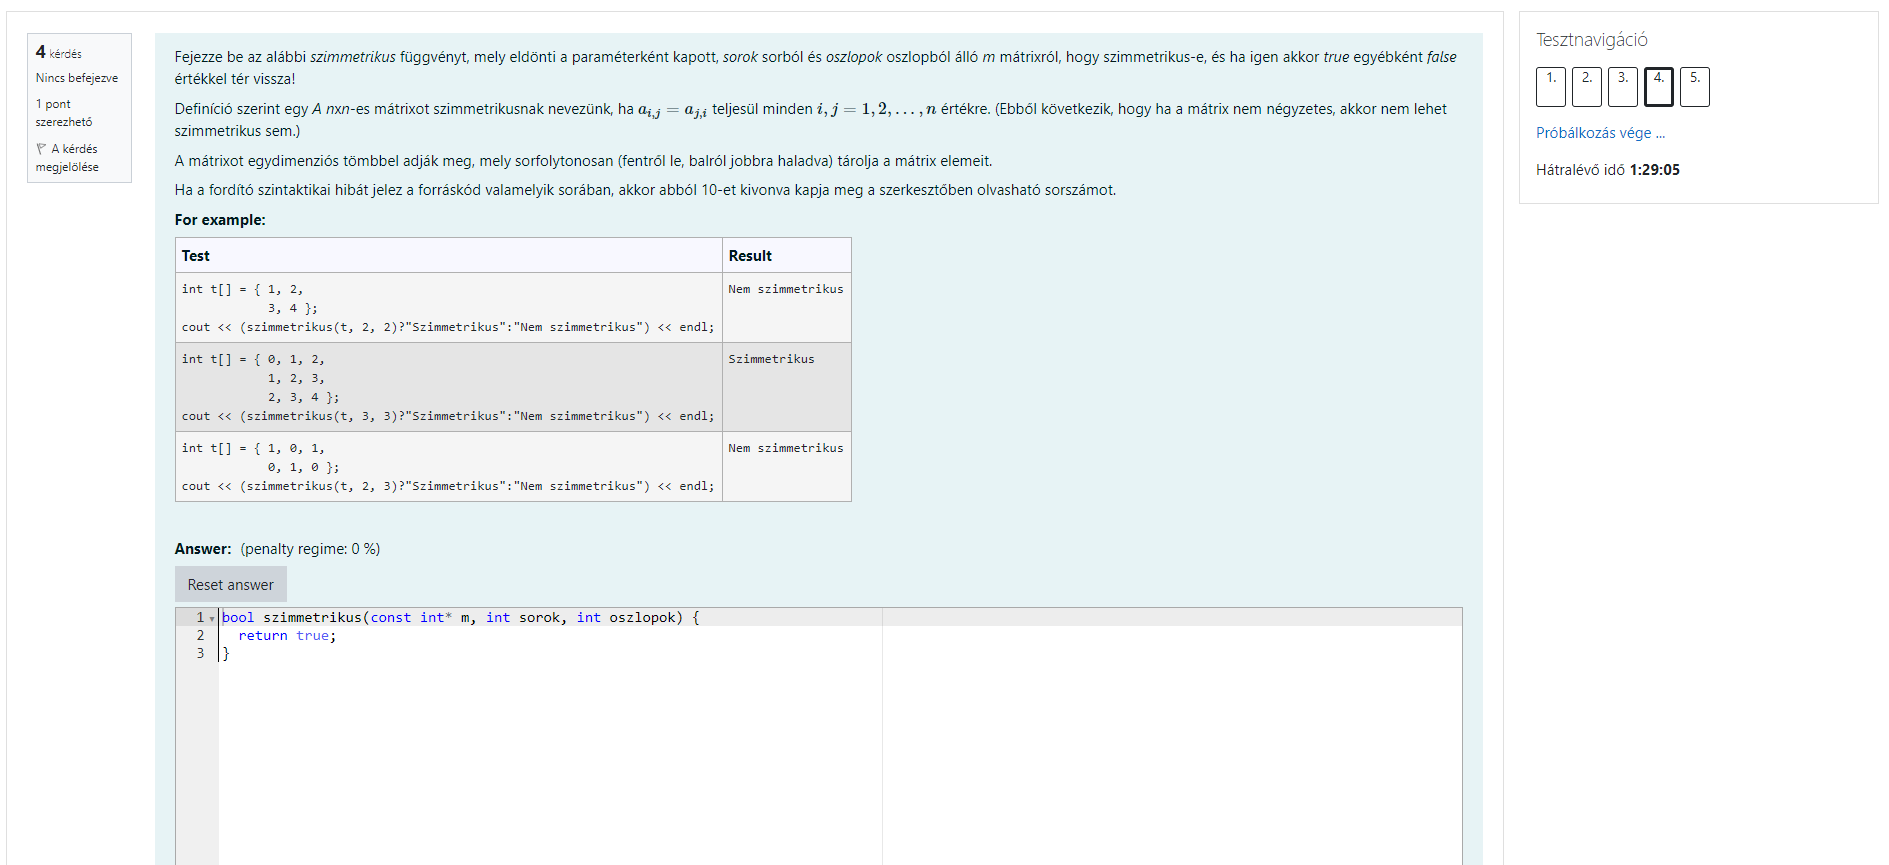 4 kérdés
Nincs befejezve
1 pont
szerezhető
A kérdés
megjelölése
Fejezze be az alábbi szimmetrikus függvényt, mely eldönti a paraméterként kapott, sorok sorból és oszlopok oszlopból álló m mátrixról, hogy szimmetrikus-e, és ha igen akkor true egyébként false
értékkel tér vissza!
Definíció szerint egy A nxn-es mátrixot szimmetrikusnak nevezünk, ha a_{i,j} = a_{j,i} teljesül minden i, j = 1, 2, . . . , n értékre. (Ebből következik, hogy ha a mátrix nem négyzetes, akkor nem lehet
szimmetrikus sem.)
A mátrixot egydimenziós tömbbel adják meg, mely sorfolytonosan (fentről le, balról jobbra haladva) tárolja a mátrix elemeit.
Ha a fordító szintaktikai hibát jelez a forráskód valamelyik sorában, akkor abból 10-et kivonva kapja meg a szerkesztőben olvasható sorszámot.
For example:
Test Result
int t[] = { 1, 2, Nem szimmetrikus
3, 4 };
cout << (szimmetrikus(t, 2, 2)?"Szimmetrikus":"Nem szimmetrikus") << endl;
int t[] = { 0, 1, 2, Szimmetrikus
1, 2, 3,
2, 3, 4 };
cout << (szimmetrikus(t, 3, 3)?"Szimmetrikus":"Nem szimmetrikus") << endl;
int t[] = { 1, 0, 1, Nem szimmetrikus
0, 1, 0 };
cout << (szimmetrikus(t, 2, 3)?"Szimmetrikus":"Nem szimmetrikus") << endl;
Answer: (penalty regime: 0 %)
Reset answer
1 bool szimmetrikus(const int* m, int sorok, int oszlopok) {
2 return true;
3 }
Tesztnavigáció
1. 2. 3. 4. 5.
Próbálkozás vége ...
Hátralévő idő 1:29:05